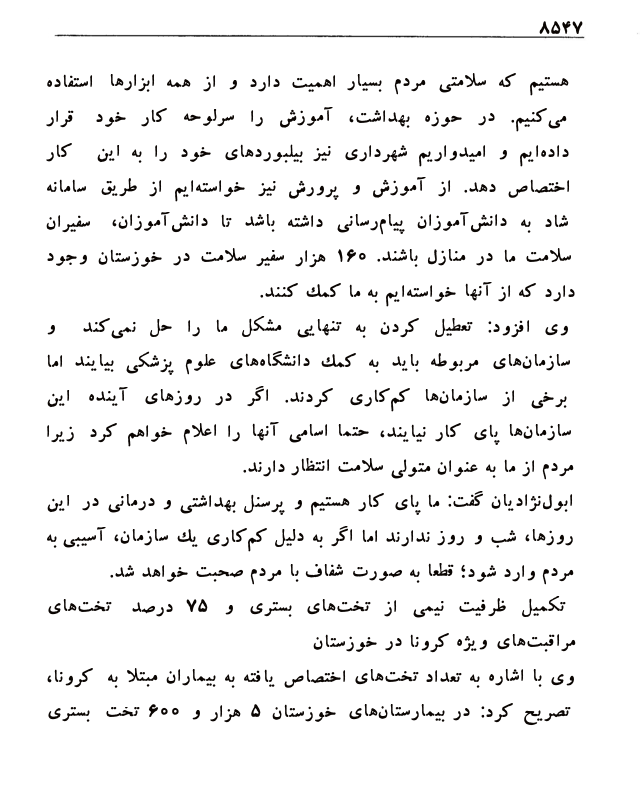 ۸۵۴۷
هستیم که سلامتی مردم بسیار اهمیت دارد و از همه ابزارها استفاده
می‌کنیم. در حوزه بهداشت، آموزش را سرلوحه کار خود قرار
داده‌ایم و امیدواریم شهرداری نیز بیلبوردهای خود را به این کار
اختصاص دهد. از آموزش و پرورش نیز خواسته‌ایم از طریق سامانه
شاد به دانش‌آموزان پیام‌رسانی داشته باشد تا دانش‌آموزان، سفیران
سلامت ما در منازل باشند. ۱۶۰ هزار سفیر سلامت در خوزستان وجود
دارد که از آنها خواسته‌ایم به ما کمك کنند.
وی افزود: تعطیل کردن به تنهایی مشکل ما را حل نمی‌کند و
سازمان‌های مربوطه باید به کمك دانشگاه‌های علوم پزشکی بیایند اما
برخی از سازمان‌ها کم‌کاری کردند. اگر در روزهای آینده این
سازمان‌ها پای کار نیایند، حتما اسامی آنها را اعلام خواهم کرد زیرا
مردم از ما به عنوان متولی سلامت انتظار دارند.
ابول‌نژادیان گفت: ما پای کار هستیم و پرسنل بهداشتی و درمانی در این
روزها، شب و روز ندارند اما اگر به دلیل کم‌کاری یك سازمان، آسیبی به
مردم وارد شود؛ قطعا به صورت شفاف با مردم صحبت خواهد شد.
تکمیل ظرفیت نیمی از تخت‌های بستری و ۷۵ درصد تخت‌های
مراقبت‌های ویژه کرونا در خوزستان
وی با اشاره به تعداد تخت‌های اختصاص یافته به بیماران مبتلا به کرونا،
تصریح کرد: در بیمارستان‌های خوزستان ۵ هزار و ۶۰۰ تخت بستری